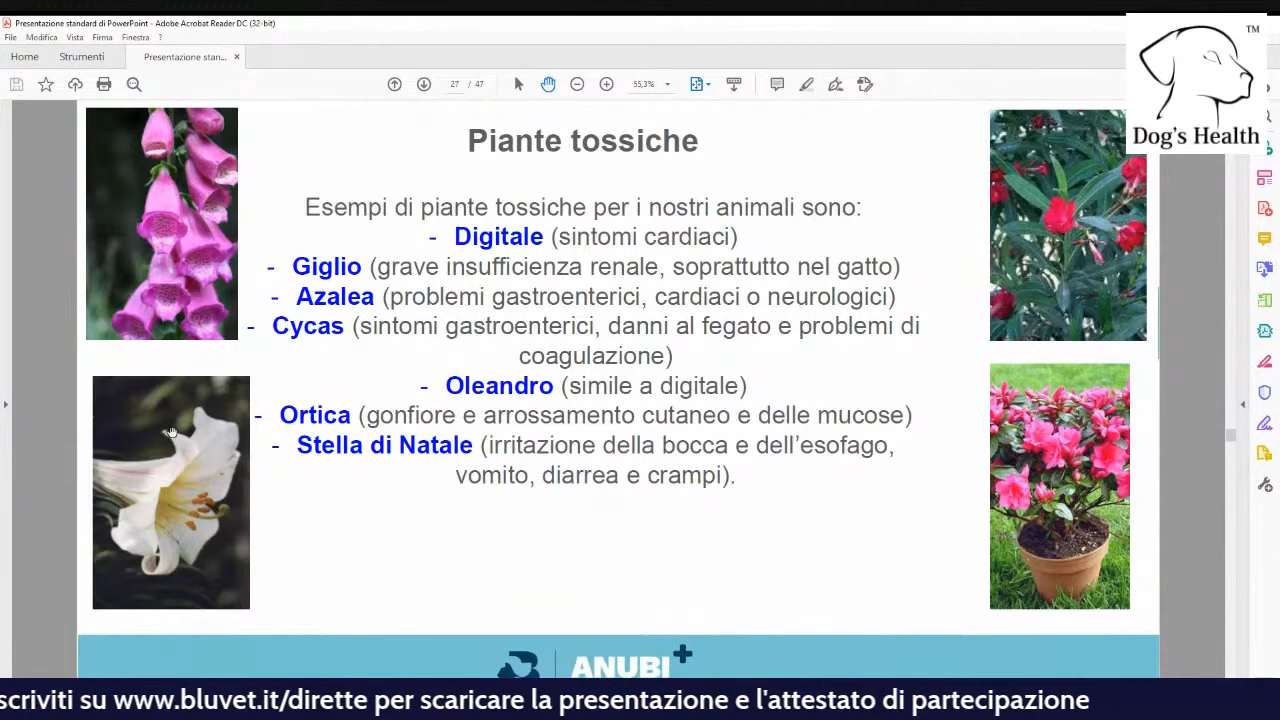 Presentazione standard di PowerPoint - Adobe Acrobat Reader DC (32-bit)
File Modifica Vista Firma Finestra ?
Home Strumenti Presentazione stan... ×
27 / 47 55,3%
TM
Dog's Health
Piante tossiche
Esempi di piante tossiche per i nostri animali sono:
- Digitale (sintomi cardiaci)
- Giglio (grave insufficienza renale, soprattutto nel gatto)
- Azalea (problemi gastroenterici, cardiaci o neurologici)
- Cycas (sintomi gastroenterici, danni al fegato e problemi di
coagulazione)
- Oleandro (simile a digitale)
- Ortica (gonfiore e arrossamento cutaneo e delle mucose)
- Stella di Natale (irritazione della bocca e dell’esofago,
vomito, diarrea e crampi).
ANUBI+
scriviti su www.bluvet.it/dirette per scaricare la presentazione e l'attestato di partecipazione